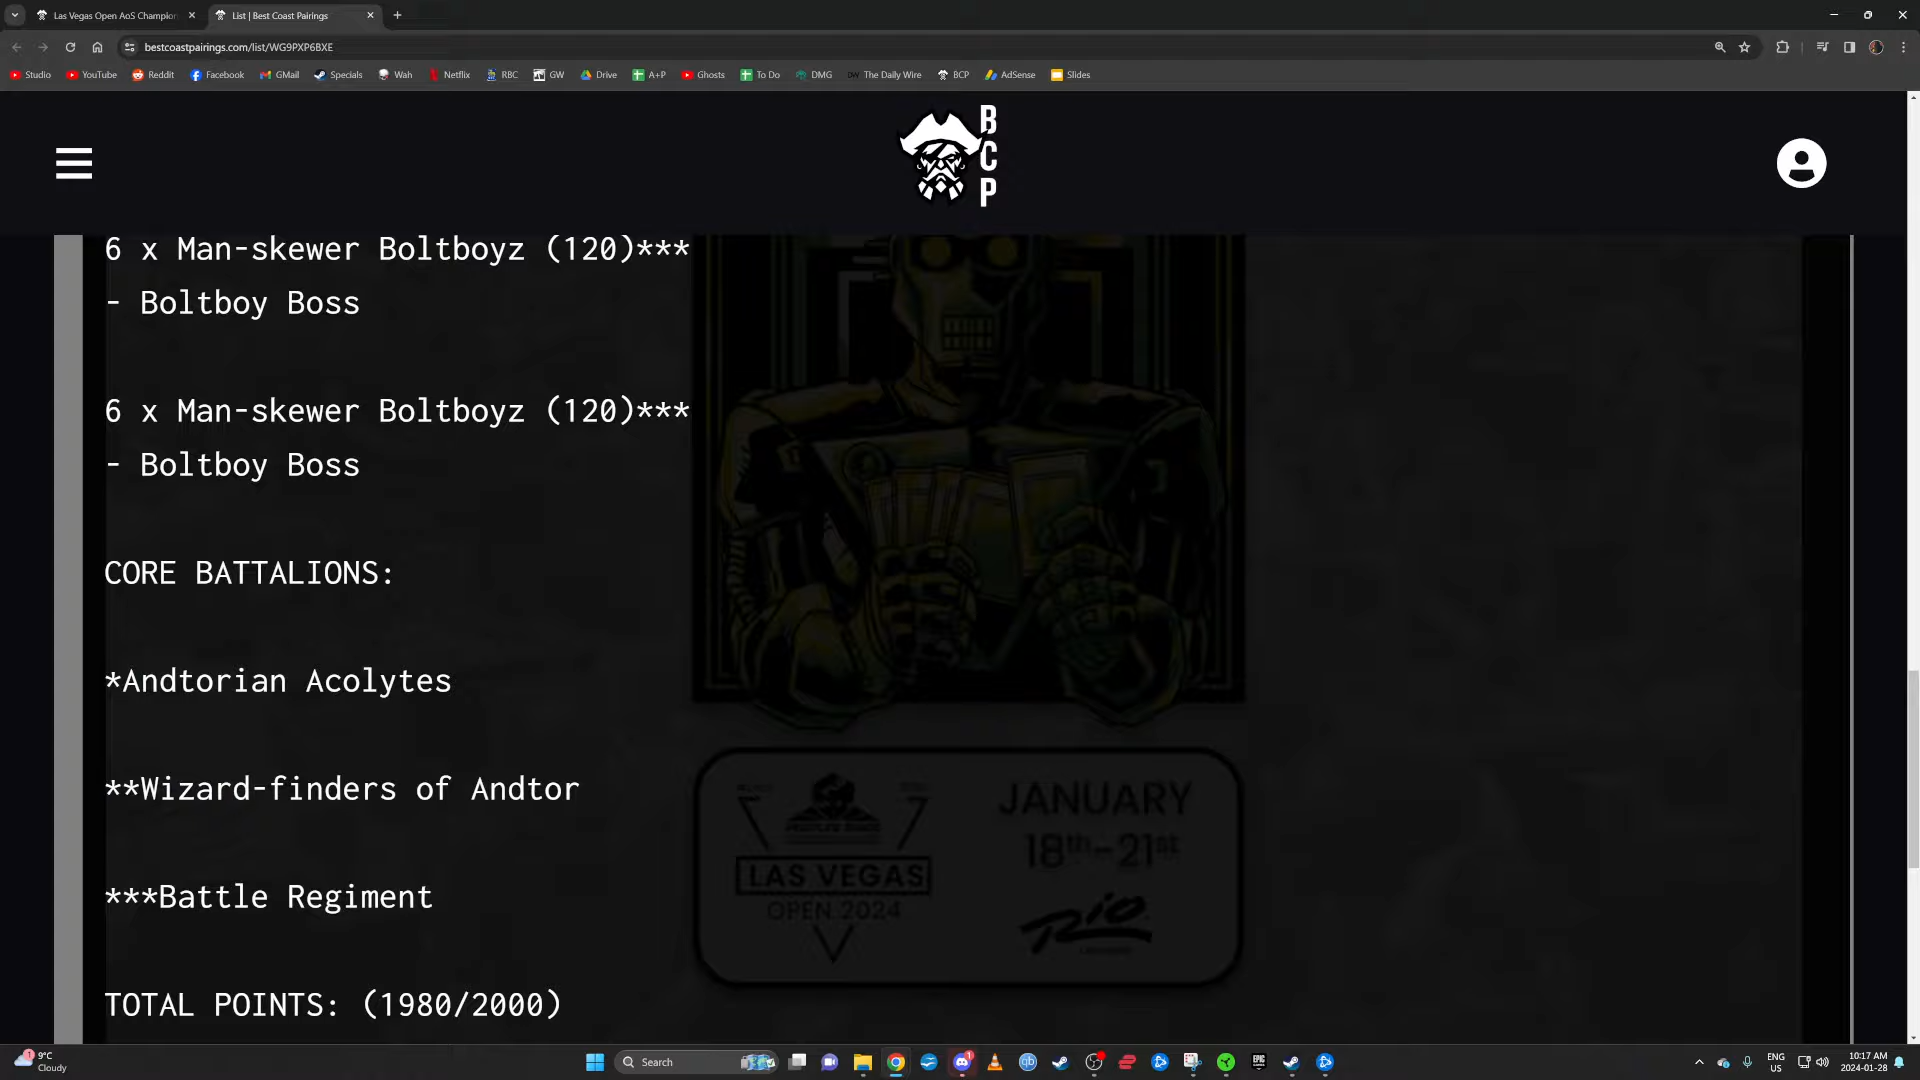 Las Vegas Open AoS Champion
List | Best Coast Pairings
bestcoastpairings.com/list/WG9PXP6BXE
Studio YouTube Reddit Facebook GMail Specials Wah Netflix RBC GW Drive A+P Ghosts To Do DMG The Daily Wire BCP AdSense Slides
BCP
6 x Man-skewer Boltboyz (120)***
- Boltboy Boss
6 x Man-skewer Boltboyz (120)***
- Boltboy Boss
CORE BATTALIONS:
*Andtorian Acolytes
**Wizard-finders of Andtor
***Battle Regiment
TOTAL POINTS: (1980/2000)
LAS VEGAS
OPEN 2024
JANUARY
18th-21st
Rio
9°C
Cloudy
Search
ENG
US
10:17 AM
2024-01-28